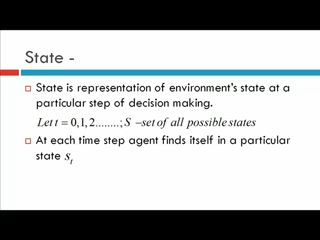 State -
State is representation of environment's state at a
particular step of decision making.
Let t = 0,1,2........; S –set of all possible states
At each time step agent finds itself in a particular
state Sₜ